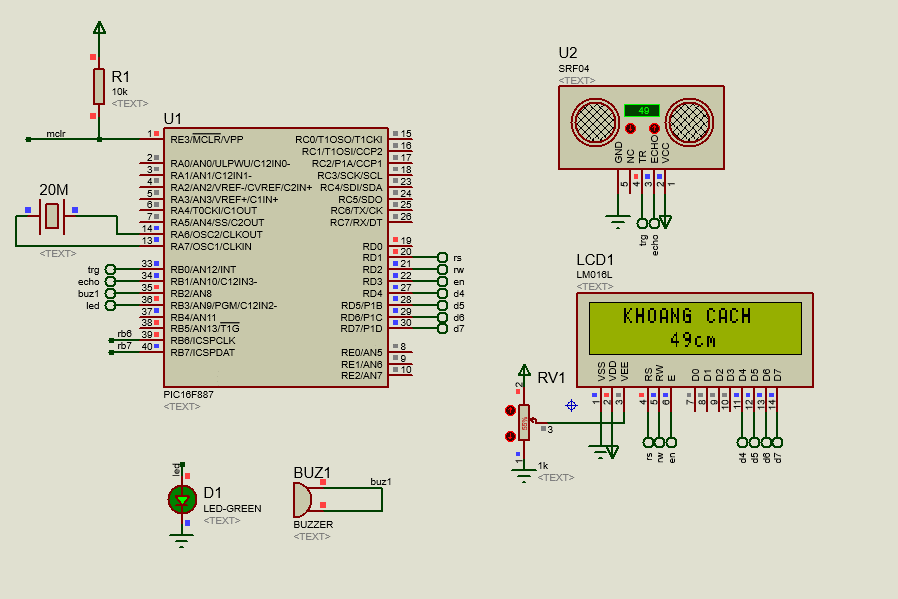 R1
10k
<TEXT>
mclr
20M
<TEXT>
U1
1 RE3/MCLR/VPP
2 RA0/AN0/ULPWU/C12IN0-
3 RA1/AN1/C12IN1-
4 RA2/AN2/VREF-/CVREF/C2IN+
5 RA3/AN3/VREF+/C1IN+
6 RA4/T0CKI/C1OUT
7 RA5/AN4/SS/C2OUT
14 RA6/OSC2/CLKOUT
13 RA7/OSC1/CLKIN
trg 33 RB0/AN12/INT
echo 34 RB1/AN10/C12IN3-
buz1 35 RB2/AN8
led 36 RB3/AN9/PGM/C12IN2-
37 RB4/AN11
38 RB5/AN13/T1G
rb6 39 RB6/ICSPCLK
rb7 40 RB7/ICSPDAT
RC0/T1OSO/T1CKI 15
RC1/T1OSI/CCP2 16
RC2/P1A/CCP1 17
RC3/SCK/SCL 18
RC4/SDI/SDA 23
RC5/SDO 24
RC6/TX/CK 25
RC7/RX/DT 26
RD0 19
RD1 20 rs
RD2 21 rw
RD3 22 en
RD4 27 d4
RD5/P1B 28 d5
RD6/P1C 29 d6
RD7/P1D 30 d7
RE0/AN5 8
RE1/AN6 9
RE2/AN7 10
PIC16F887
<TEXT>
U2
SRF04
<TEXT>
49
GND NC TR ECHO VCC
5 4 3 2 1
trg echo
LCD1
LM016L
<TEXT>
KHOANG CACH
49cm
VSS VDD VEE RS RW E D0 D1 D2 D3 D4 D5 D6 D7
1 2 3 4 5 6 7 8 9 10 11 12 13 14
rs rw en d4 d5 d6 d7
RV1
2
3
1
1k
<TEXT>
led
D1
LED-GREEN
<TEXT>
BUZ1
buz1
BUZZER
<TEXT>